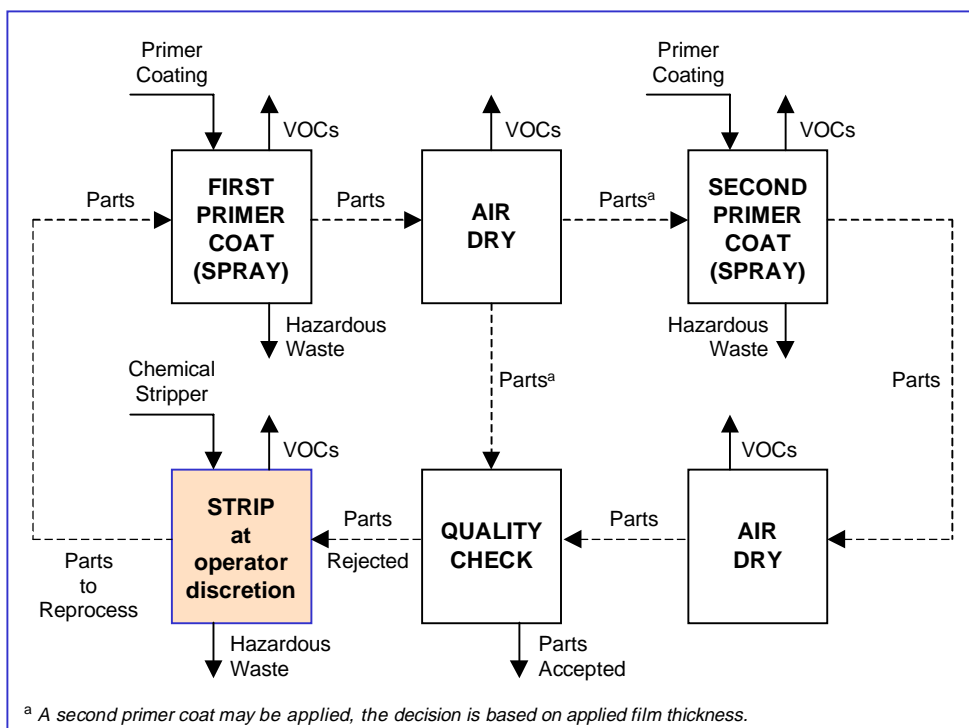 Primer
Coating
VOCs
VOCs
Primer
Coating
VOCs
Parts
FIRST
PRIMER
COAT
(SPRAY)
Parts
AIR
DRY
Partsᵃ
SECOND
PRIMER
COAT
(SPRAY)
Hazardous
Waste
Partsᵃ
Hazardous
Waste
Parts
Chemical
Stripper
VOCs
VOCs
STRIP
at
operator
discretion
Parts
Rejected
QUALITY
CHECK
Parts
AIR
DRY
Parts
to
Reprocess
Hazardous
Waste
Parts
Accepted
ᵃ A second primer coat may be applied, the decision is based on applied film thickness.